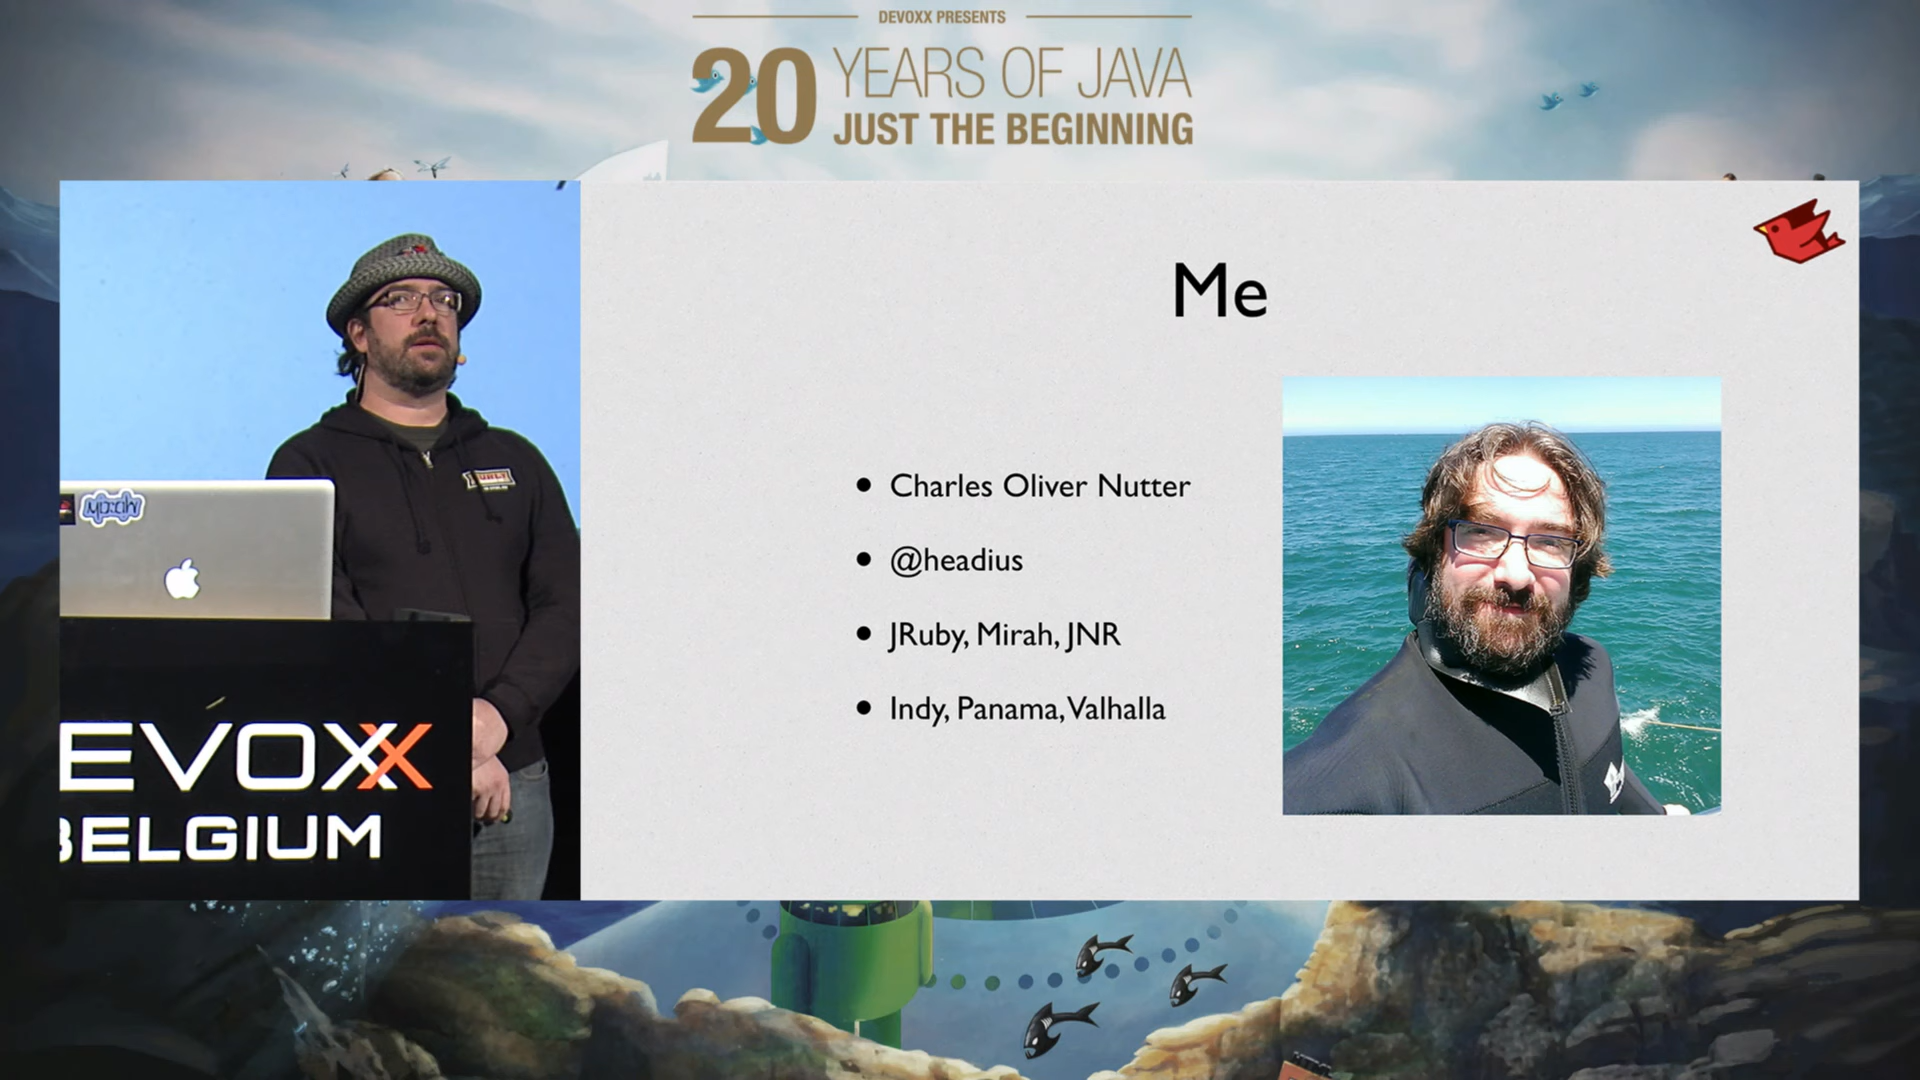 DEVOXX PRESENTS
20 YEARS OF JAVA
JUST THE BEGINNING
Me
• Charles Oliver Nutter
• @headius
• JRuby, Mirah, JNR
• Indy, Panama, Valhalla
Mirah
EVOXX
BELGIUM